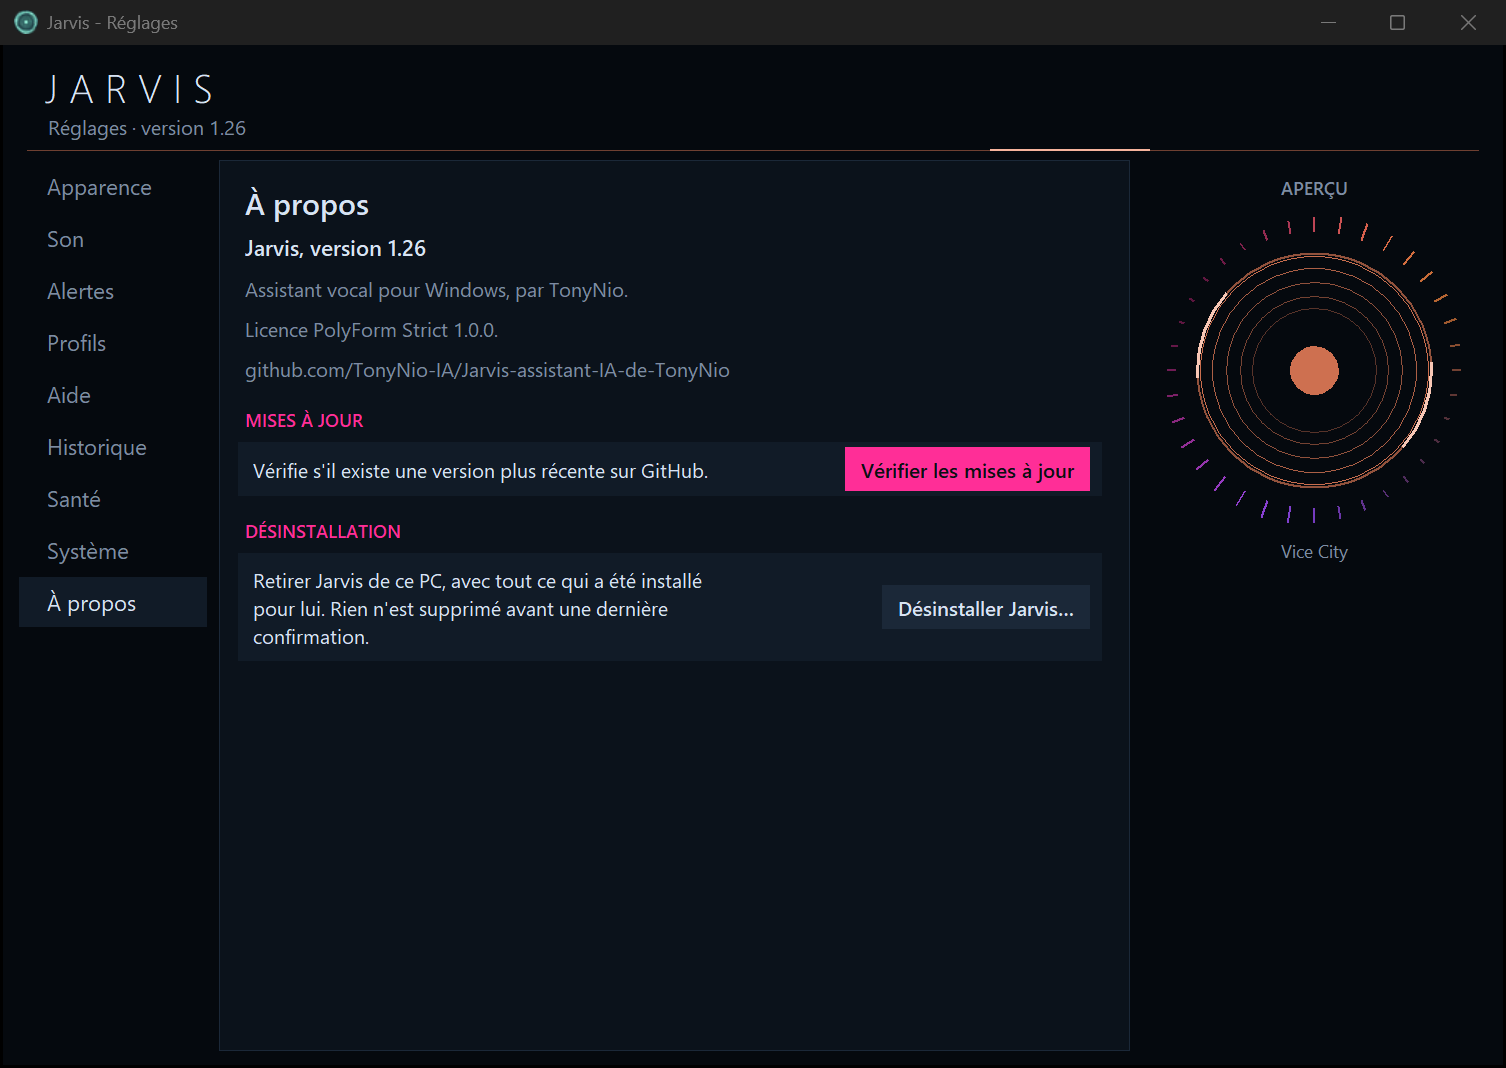 Jarvis - Réglages
JARVIS
Réglages · version 1.26
Apparence
Son
Alertes
Profils
Aide
Historique
Santé
Système
À propos
À propos
Jarvis, version 1.26
Assistant vocal pour Windows, par TonyNio.
Licence PolyForm Strict 1.0.0.
github.com/TonyNio-IA/Jarvis-assistant-IA-de-TonyNio
MISES À JOUR
Vérifie s'il existe une version plus récente sur GitHub.
Vérifier les mises à jour
DÉSINSTALLATION
Retirer Jarvis de ce PC, avec tout ce qui a été installé
pour lui. Rien n'est supprimé avant une dernière
confirmation.
Désinstaller Jarvis...
APERÇU
Vice City